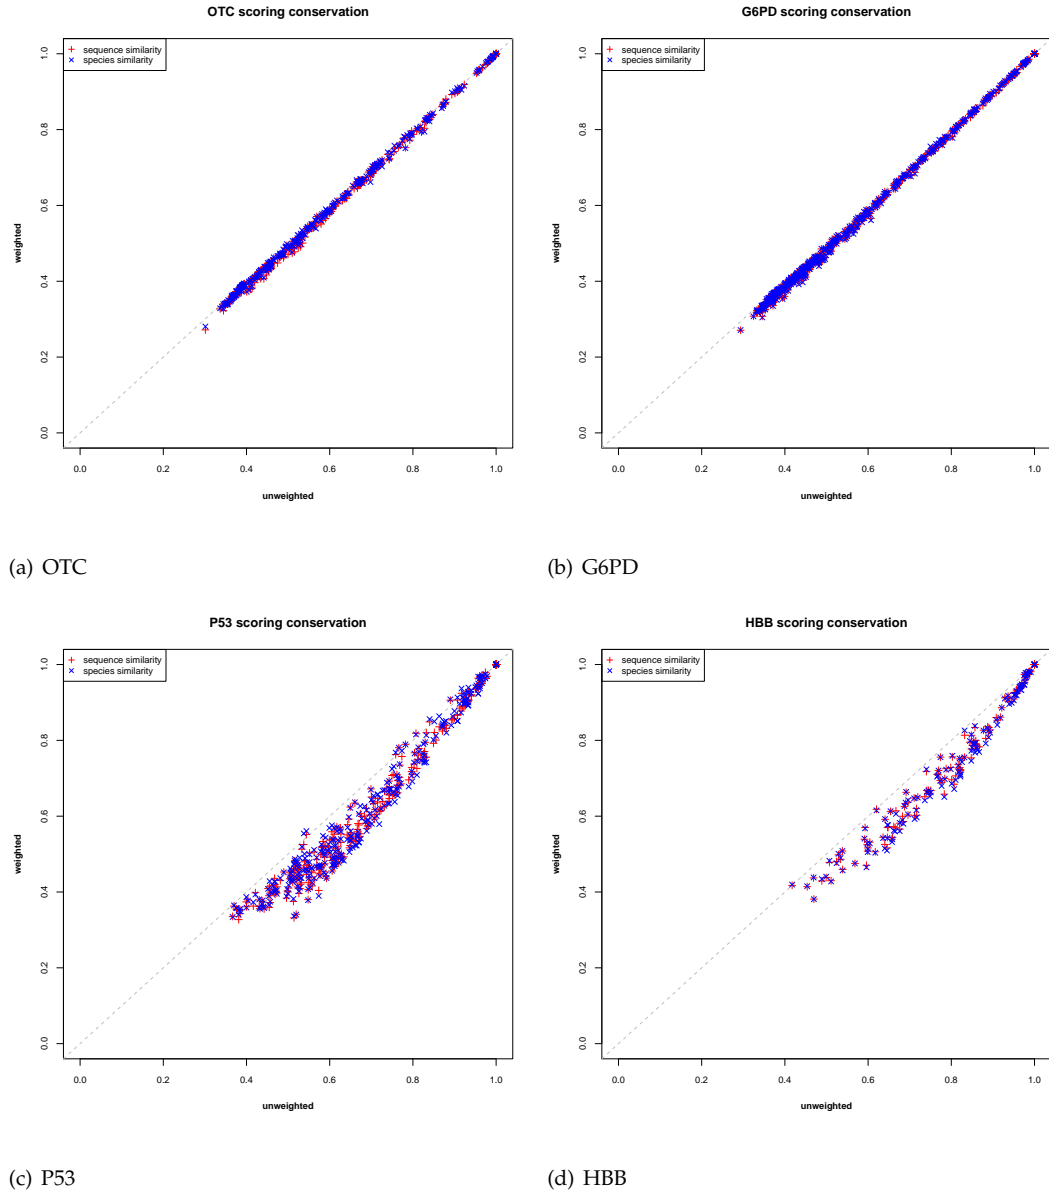 OTC scoring conservation
sequence similarity
species similarity
weighted
0.0 0.2 0.4 0.6 0.8 1.0
0.0 0.2 0.4 0.6 0.8 1.0
unweighted
(a) OTC
G6PD scoring conservation
sequence similarity
species similarity
weighted
0.0 0.2 0.4 0.6 0.8 1.0
0.0 0.2 0.4 0.6 0.8 1.0
unweighted
(b) G6PD
P53 scoring conservation
sequence similarity
species similarity
weighted
0.0 0.2 0.4 0.6 0.8 1.0
0.0 0.2 0.4 0.6 0.8 1.0
unweighted
(c) P53
HBB scoring conservation
sequence similarity
species similarity
weighted
0.0 0.2 0.4 0.6 0.8 1.0
0.0 0.2 0.4 0.6 0.8 1.0
unweighted
(d) HBB